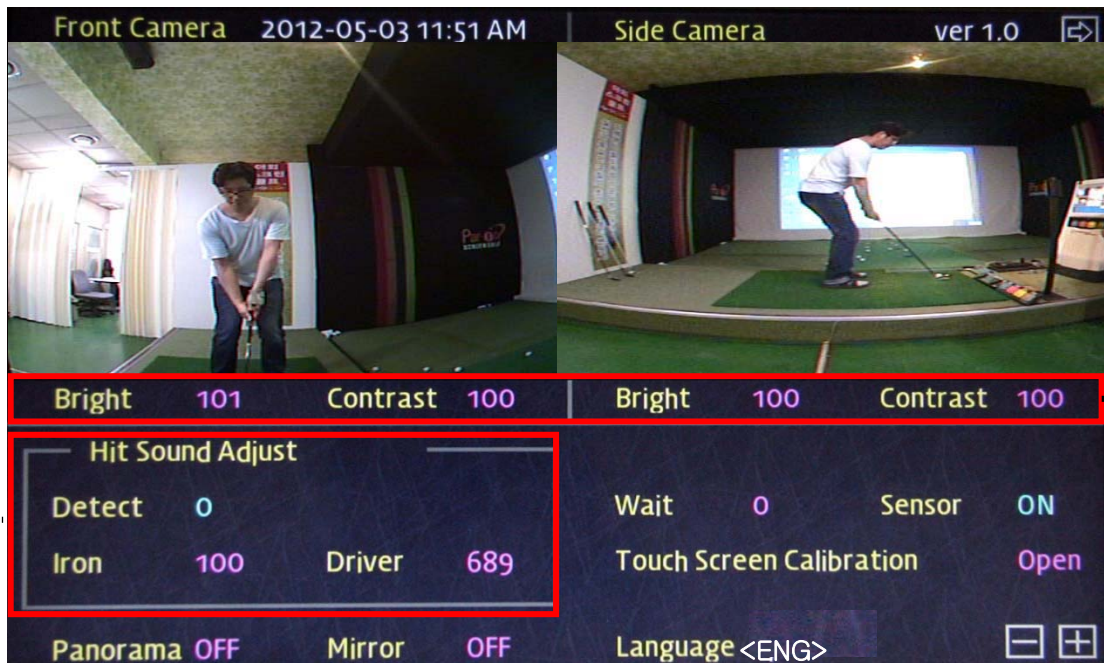 Front Camera 2012-05-03 11:51 AM Side Camera ver 1.0
Bright 101 Contrast 100 Bright 100 Contrast 100
Hit Sound Adjust
Detect 0 Wait 0 Sensor ON
Iron 100 Driver 689 Touch Screen Calibration Open
Panorama OFF Mirror OFF Language <ENG>